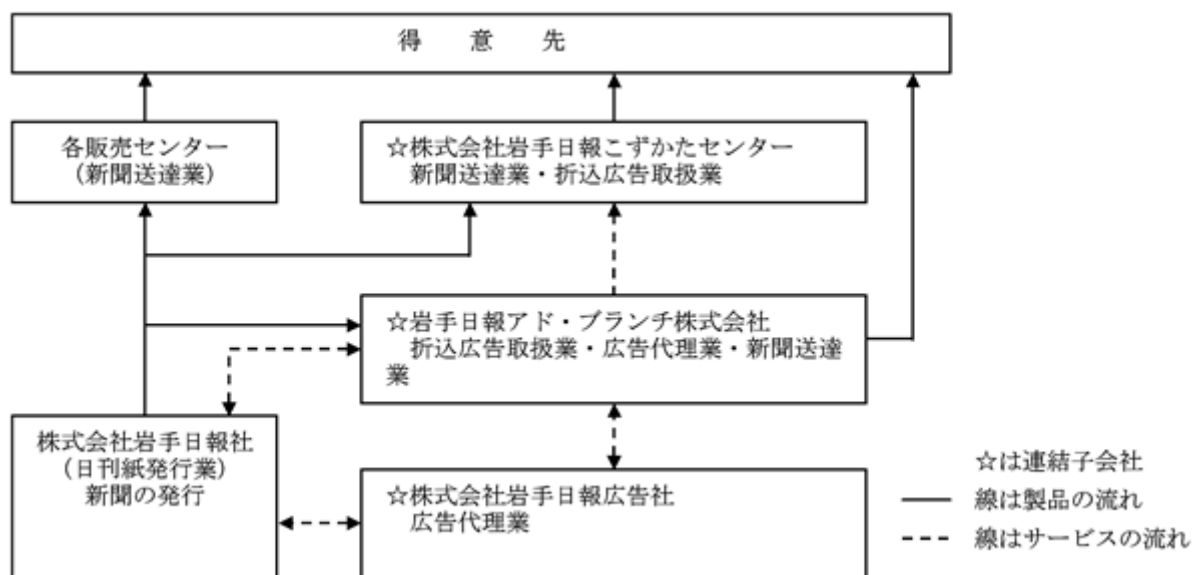 得　意　先
各販売センター
（新聞送達業）
☆株式会社岩手日報こずかたセンター
新聞送達業・折込広告取扱業
☆岩手日報アド・ブランチ株式会社
折込広告取扱業・広告代理業・新聞送達
業
株式会社岩手日報社
（日刊紙発行業）
新聞の発行
☆株式会社岩手日報広告社
広告代理業
☆は連結子会社
線は製品の流れ
線はサービスの流れ